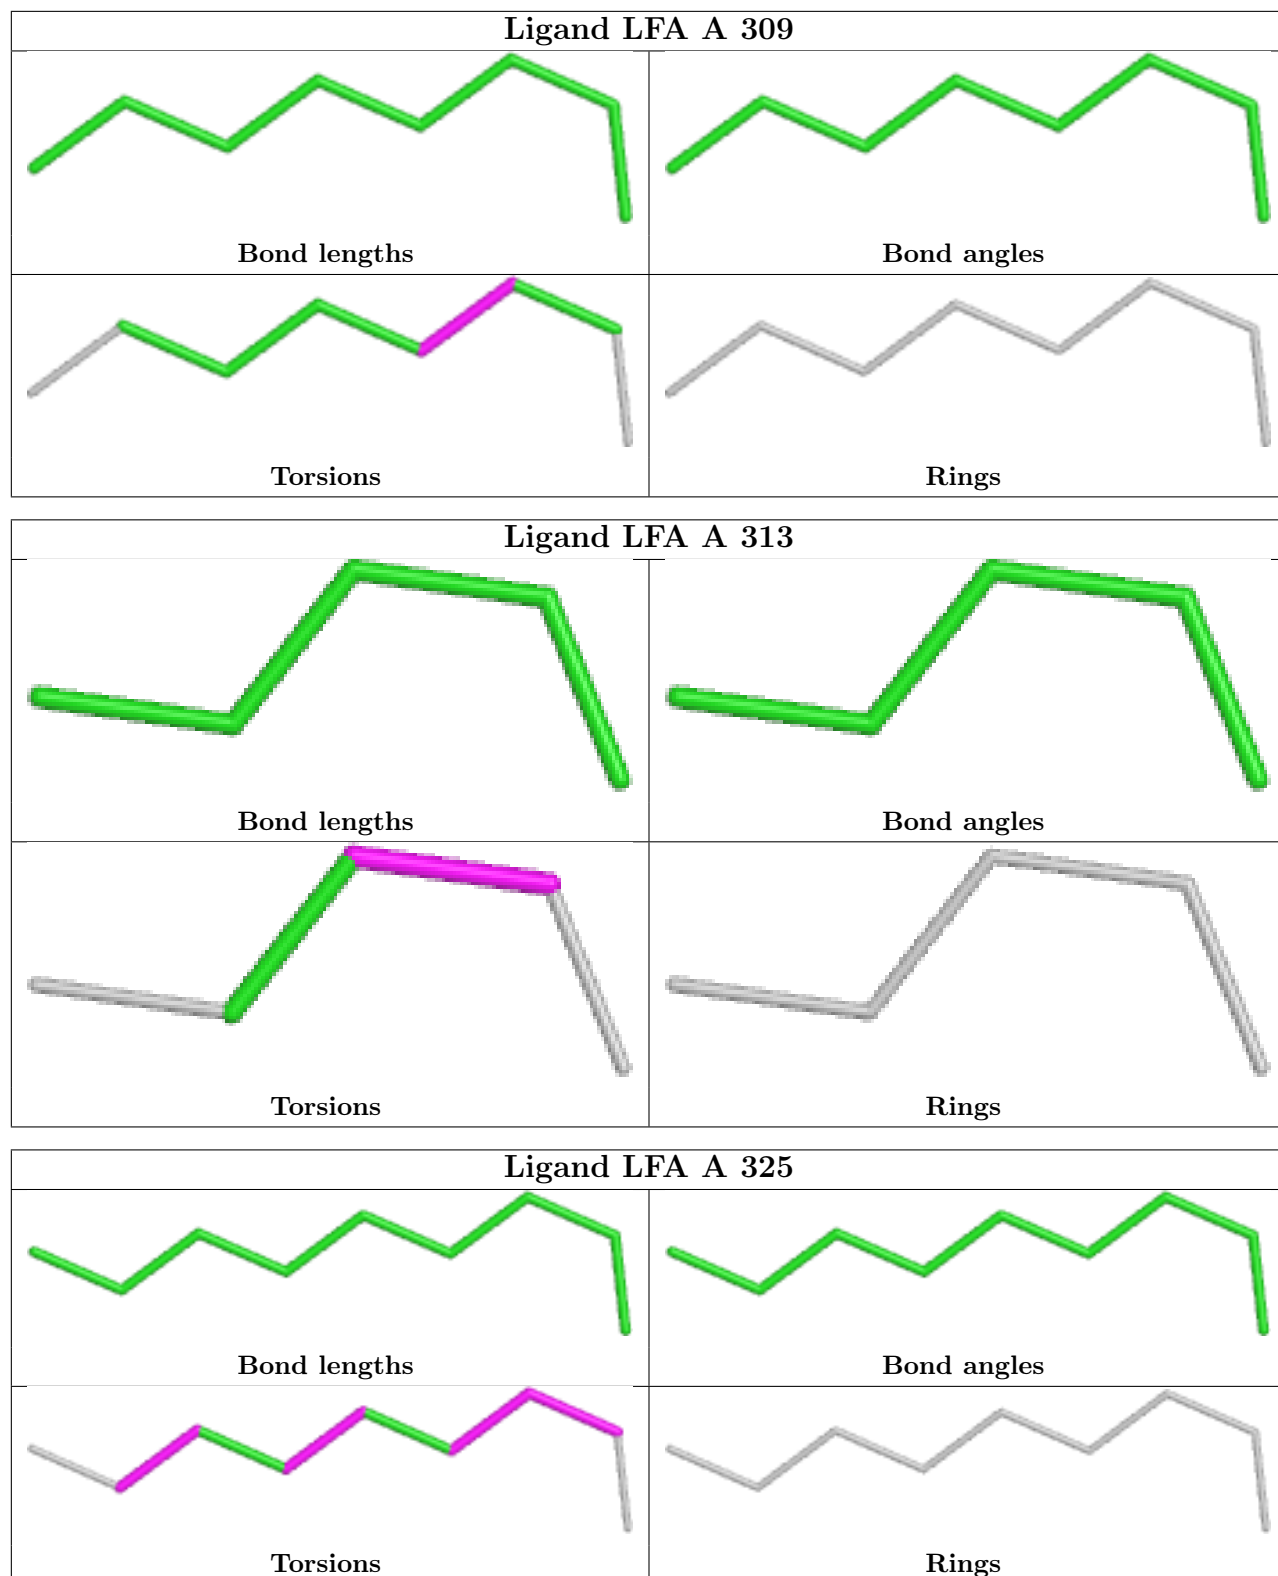 Ligand LFA A 309
Bond lengths
Bond angles
Torsions
Rings
Ligand LFA A 313
Bond lengths
Bond angles
Torsions
Rings
Ligand LFA A 325
Bond lengths
Bond angles
Torsions
Rings